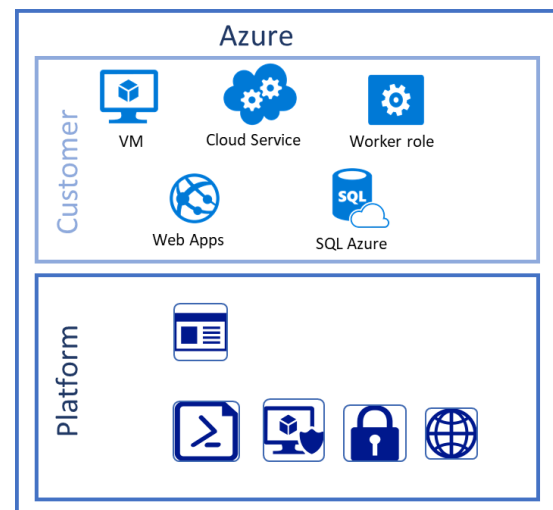 Azure
Customer
VM
Cloud Service
Worker role
Web Apps
SQL
SQL Azure
Platform